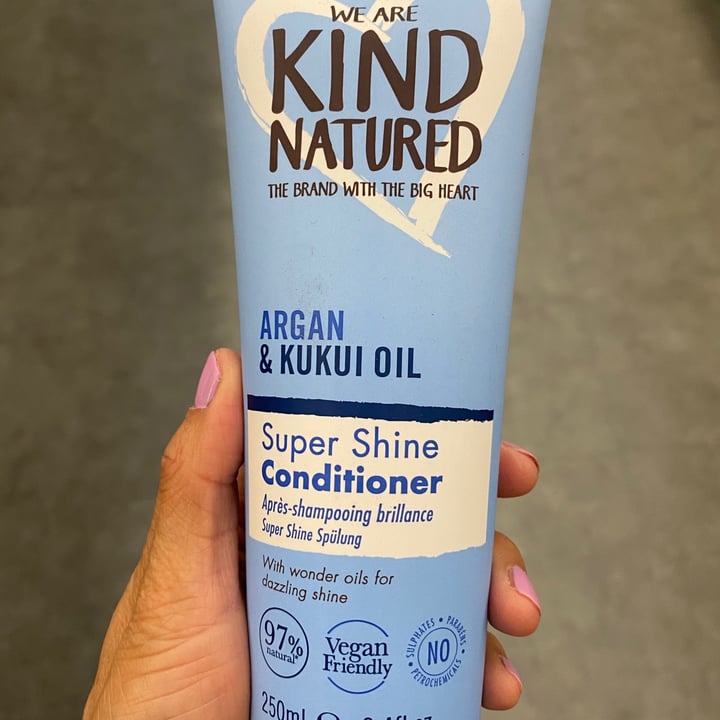 WE ARE
KIND
NATURED
THE BRAND WITH THE BIG HEART
ARGAN
& KUKUI OIL
Super Shine
Conditioner
Après-shampooing brillance
Super Shine Spülung
With wonder oils for
dazzling shine
97%
natural*
Vegan
Friendly
NO
SULPHATES • PARABENS • PETROCHEMICALS •
250ml